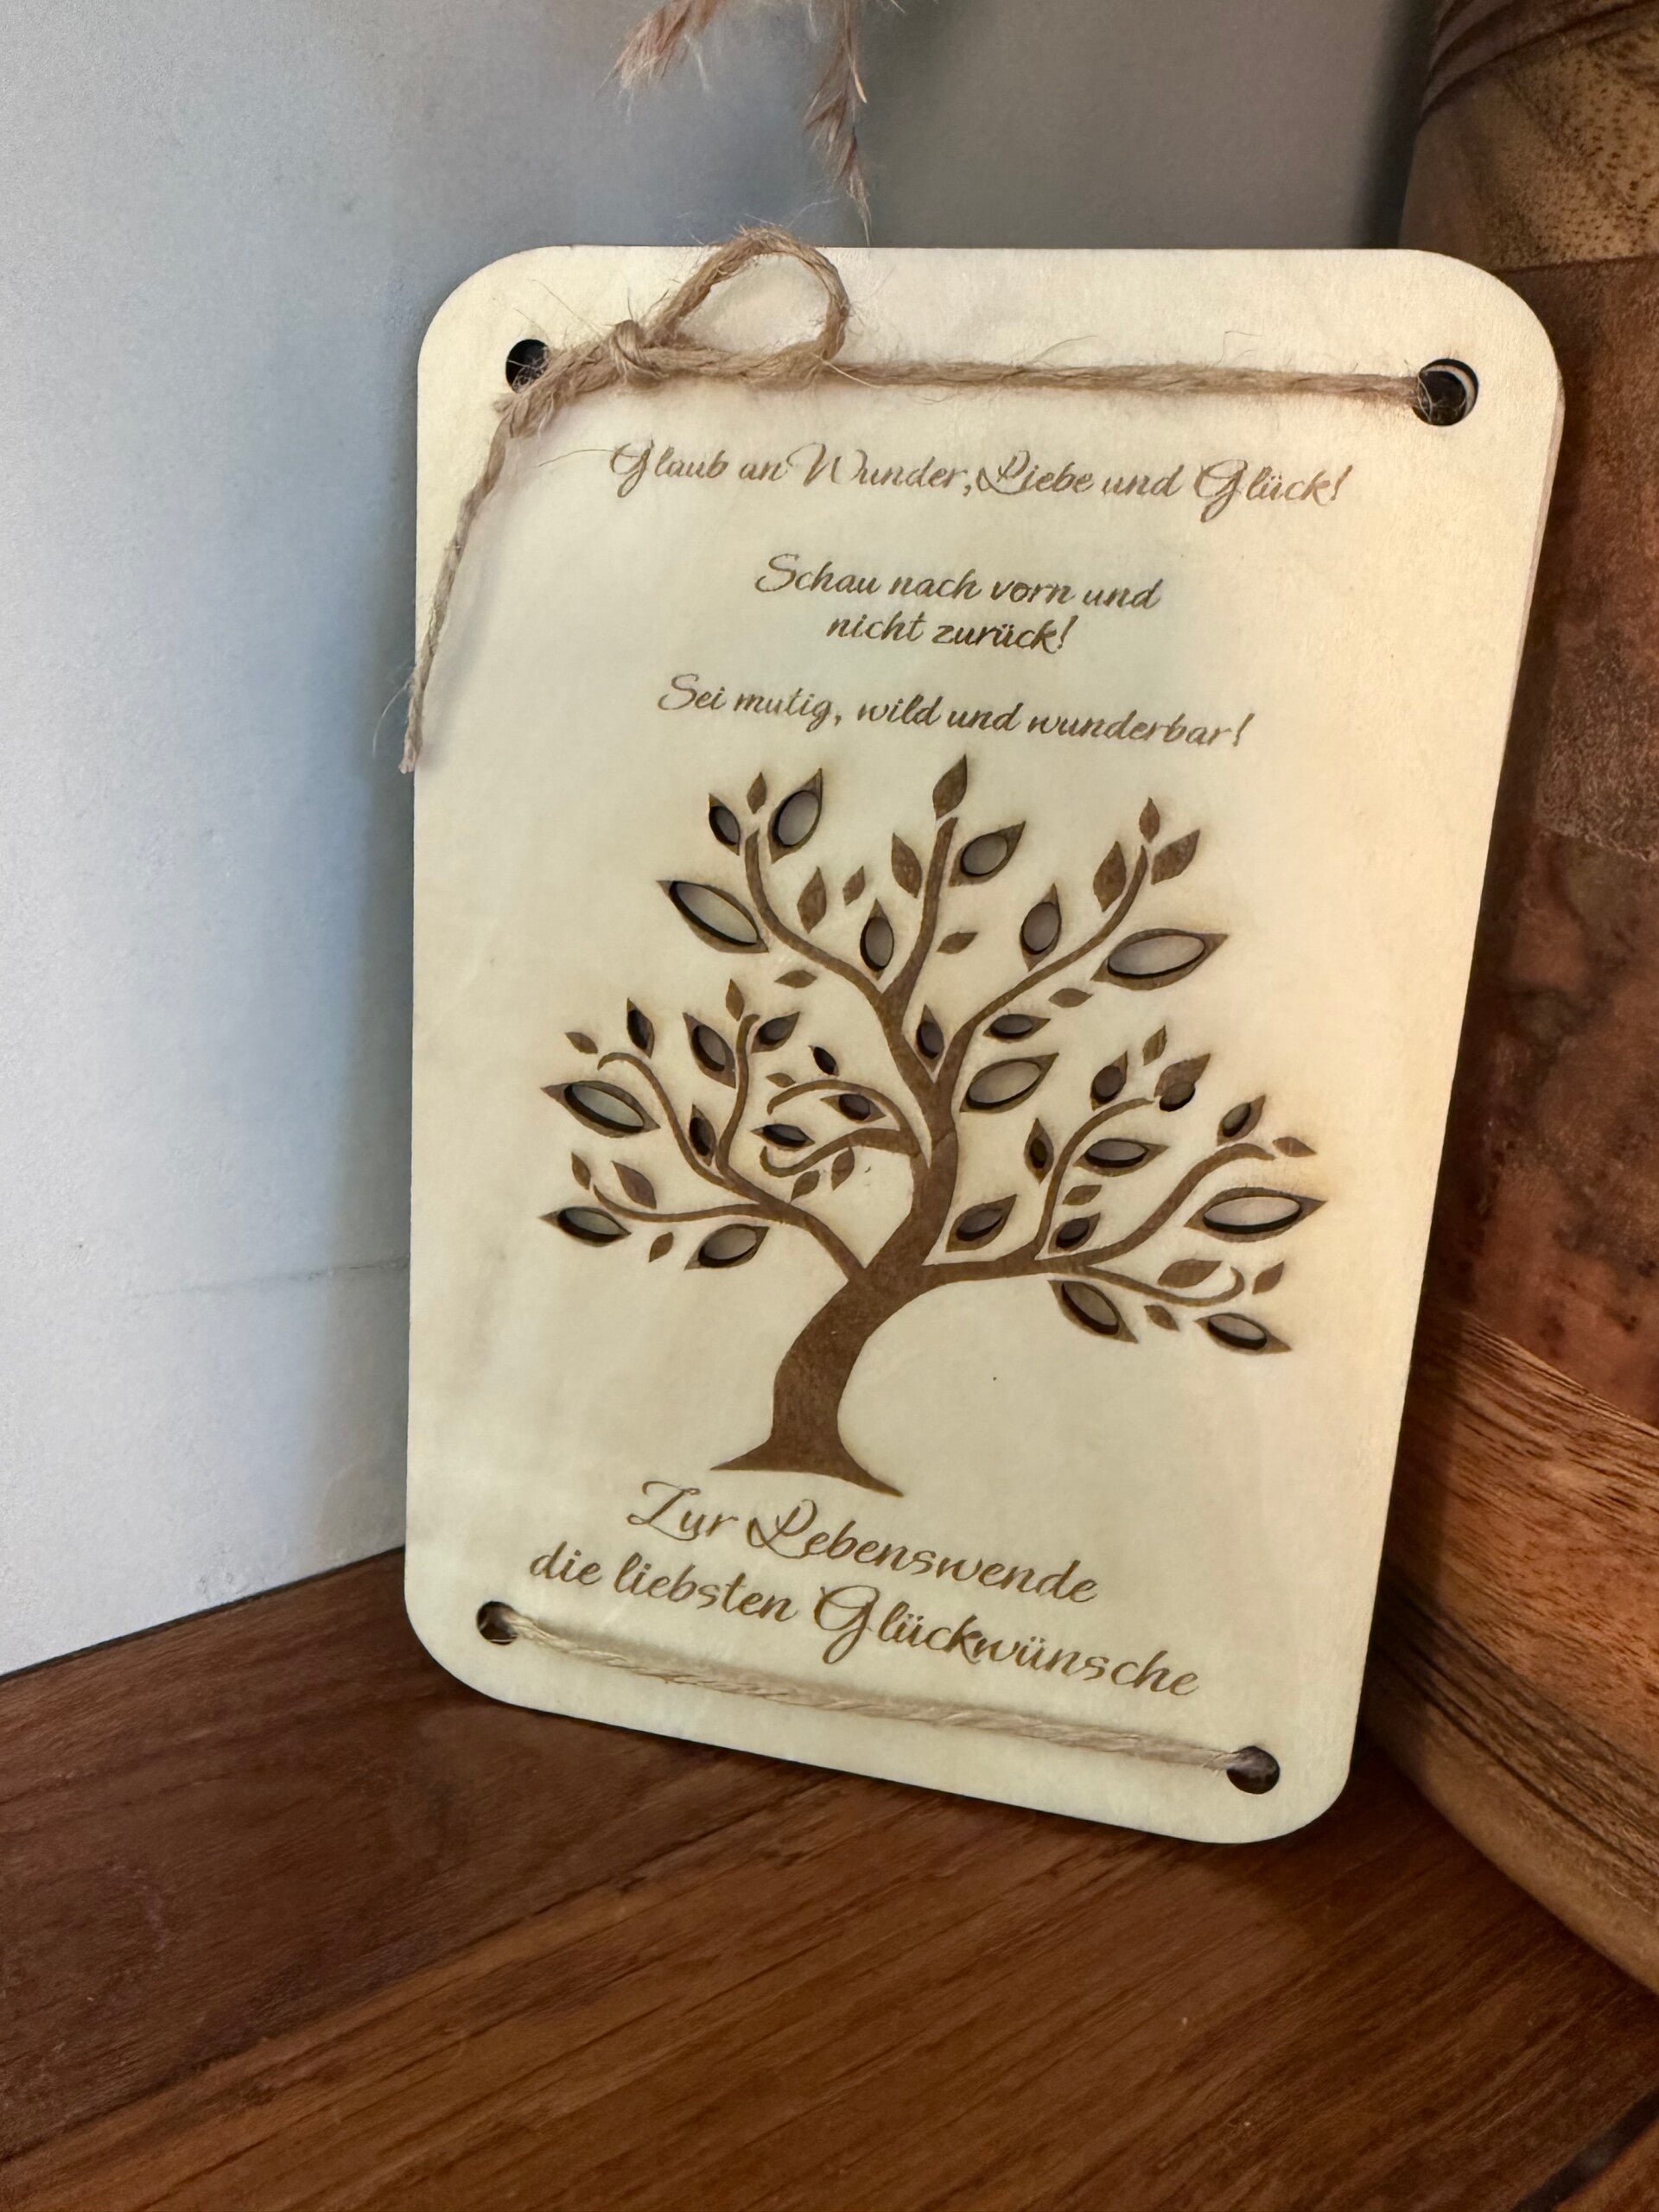 Glaub an Wunder, Liebe und Glück!
Schau nach vorn und
nicht zurück!
Sei mutig, wild und wunderbar!
Zur Lebenswende
die liebsten Glückwünsche